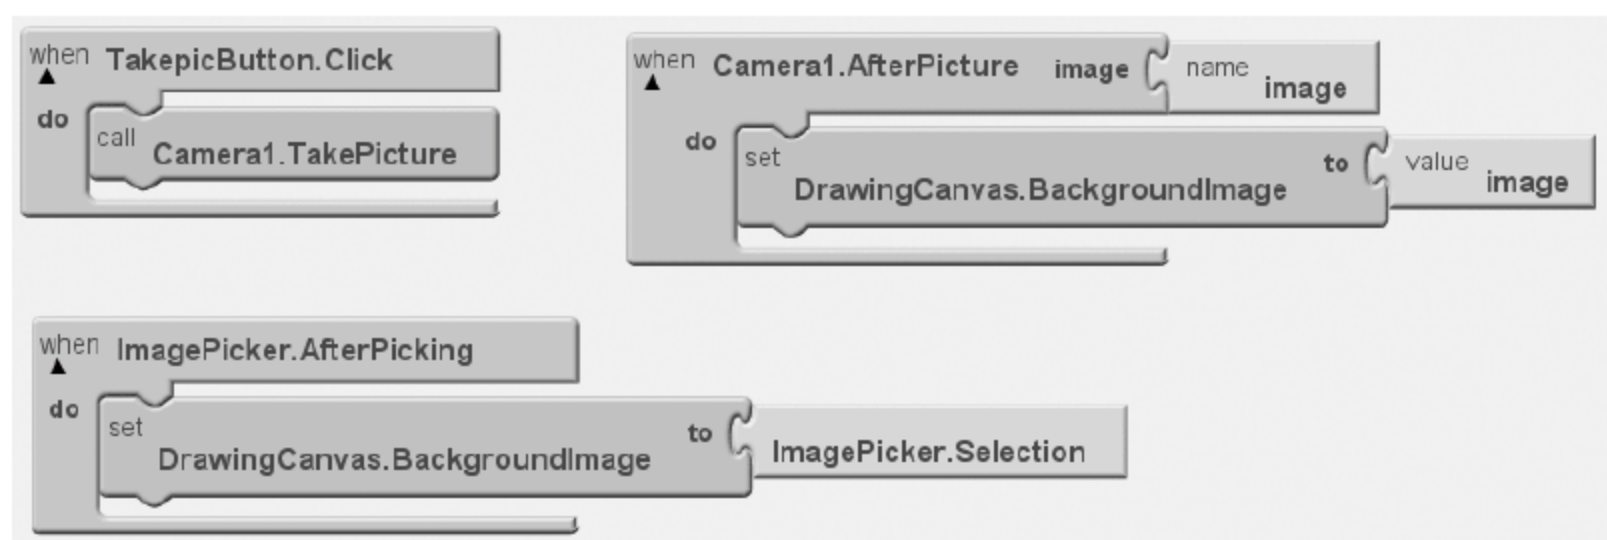 when TakepicButton.Click
do
call Camera1.TakePicture
when Camera1.AfterPicture image name image
do
set DrawingCanvas.BackgroundImage to value image
when ImagePicker.AfterPicking
do
set DrawingCanvas.BackgroundImage to ImagePicker.Selection